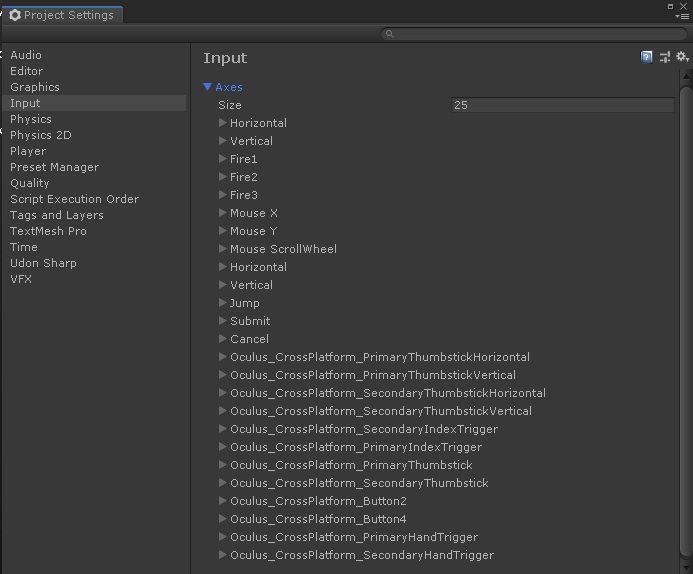 Project Settings
Audio
Editor
Graphics
Input
Physics
Physics 2D
Player
Preset Manager
Quality
Script Execution Order
Tags and Layers
TextMesh Pro
Time
Udon Sharp
VFX
Input
Axes
Size 25
Horizontal
Vertical
Fire1
Fire2
Fire3
Mouse X
Mouse Y
Mouse ScrollWheel
Horizontal
Vertical
Jump
Submit
Cancel
Oculus_CrossPlatform_PrimaryThumbstickHorizontal
Oculus_CrossPlatform_PrimaryThumbstickVertical
Oculus_CrossPlatform_SecondaryThumbstickHorizontal
Oculus_CrossPlatform_SecondaryThumbstickVertical
Oculus_CrossPlatform_SecondaryIndexTrigger
Oculus_CrossPlatform_PrimaryIndexTrigger
Oculus_CrossPlatform_PrimaryThumbstick
Oculus_CrossPlatform_SecondaryThumbstick
Oculus_CrossPlatform_Button2
Oculus_CrossPlatform_Button4
Oculus_CrossPlatform_PrimaryHandTrigger
Oculus_CrossPlatform_SecondaryHandTrigger